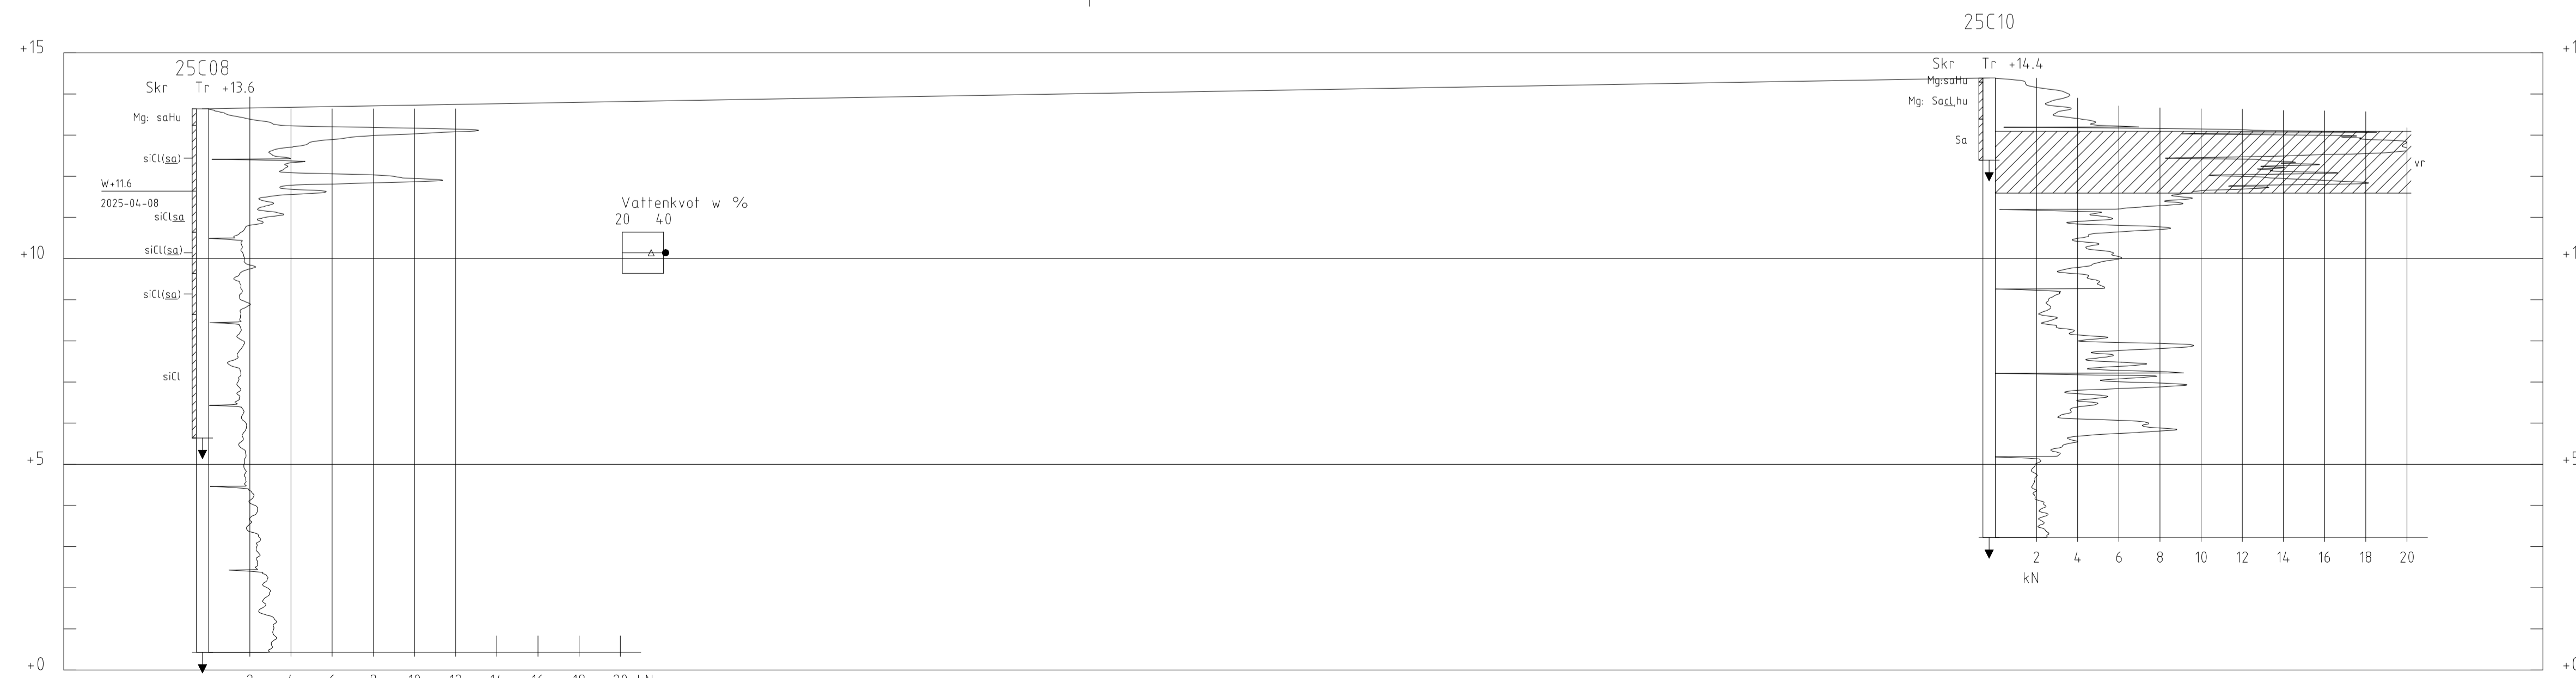 25C10
+15
25C08
Skr Tr +14.4
Mg:saHu
Skr Tr +13.6
Mg: Sacl,hu
Mg: saHu
Sa
siCl(sa)
vr
W+11.6
2025-04-08
Vattenkvot w %
siClsa
20 40
siCl(sa)
+10
siCl(sa)
siCl
+5
2 4 6 8 10 12 14 16 18 20
kN
+0